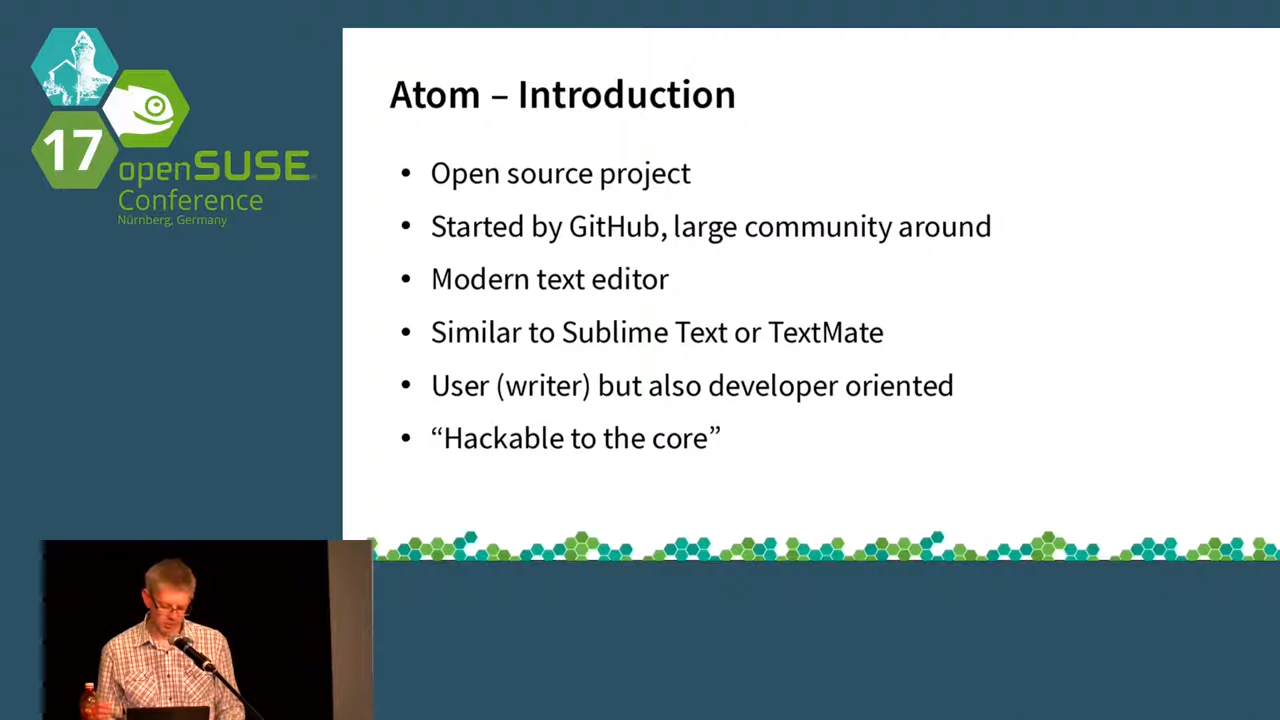 17
openSUSE
Conference
Nürnberg, Germany
Atom – Introduction
• Open source project
• Started by GitHub, large community around
• Modern text editor
• Similar to Sublime Text or TextMate
• User (writer) but also developer oriented
• “Hackable to the core”